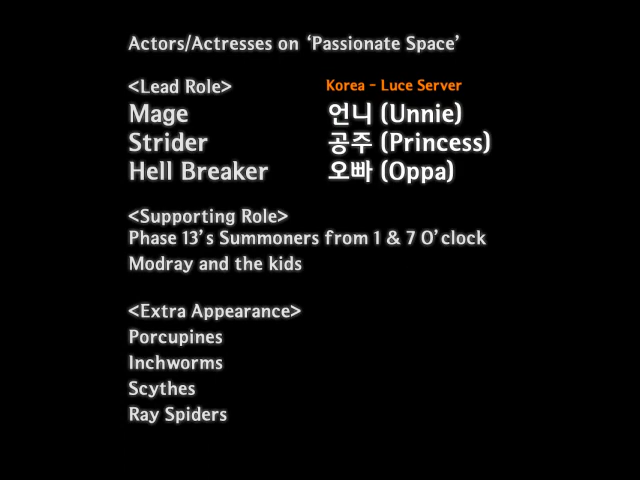 Actors/Actresses on ‘Passionate Space’
<Lead Role> Korea - Luce Server
Mage 언니 (Unnie)
Strider 공주 (Princess)
Hell Breaker 오빠 (Oppa)
<Supporting Role>
Phase 13’s Summoners from 1 & 7 O’clock
Modray and the kids
<Extra Appearance>
Porcupines
Inchworms
Scythes
Ray Spiders